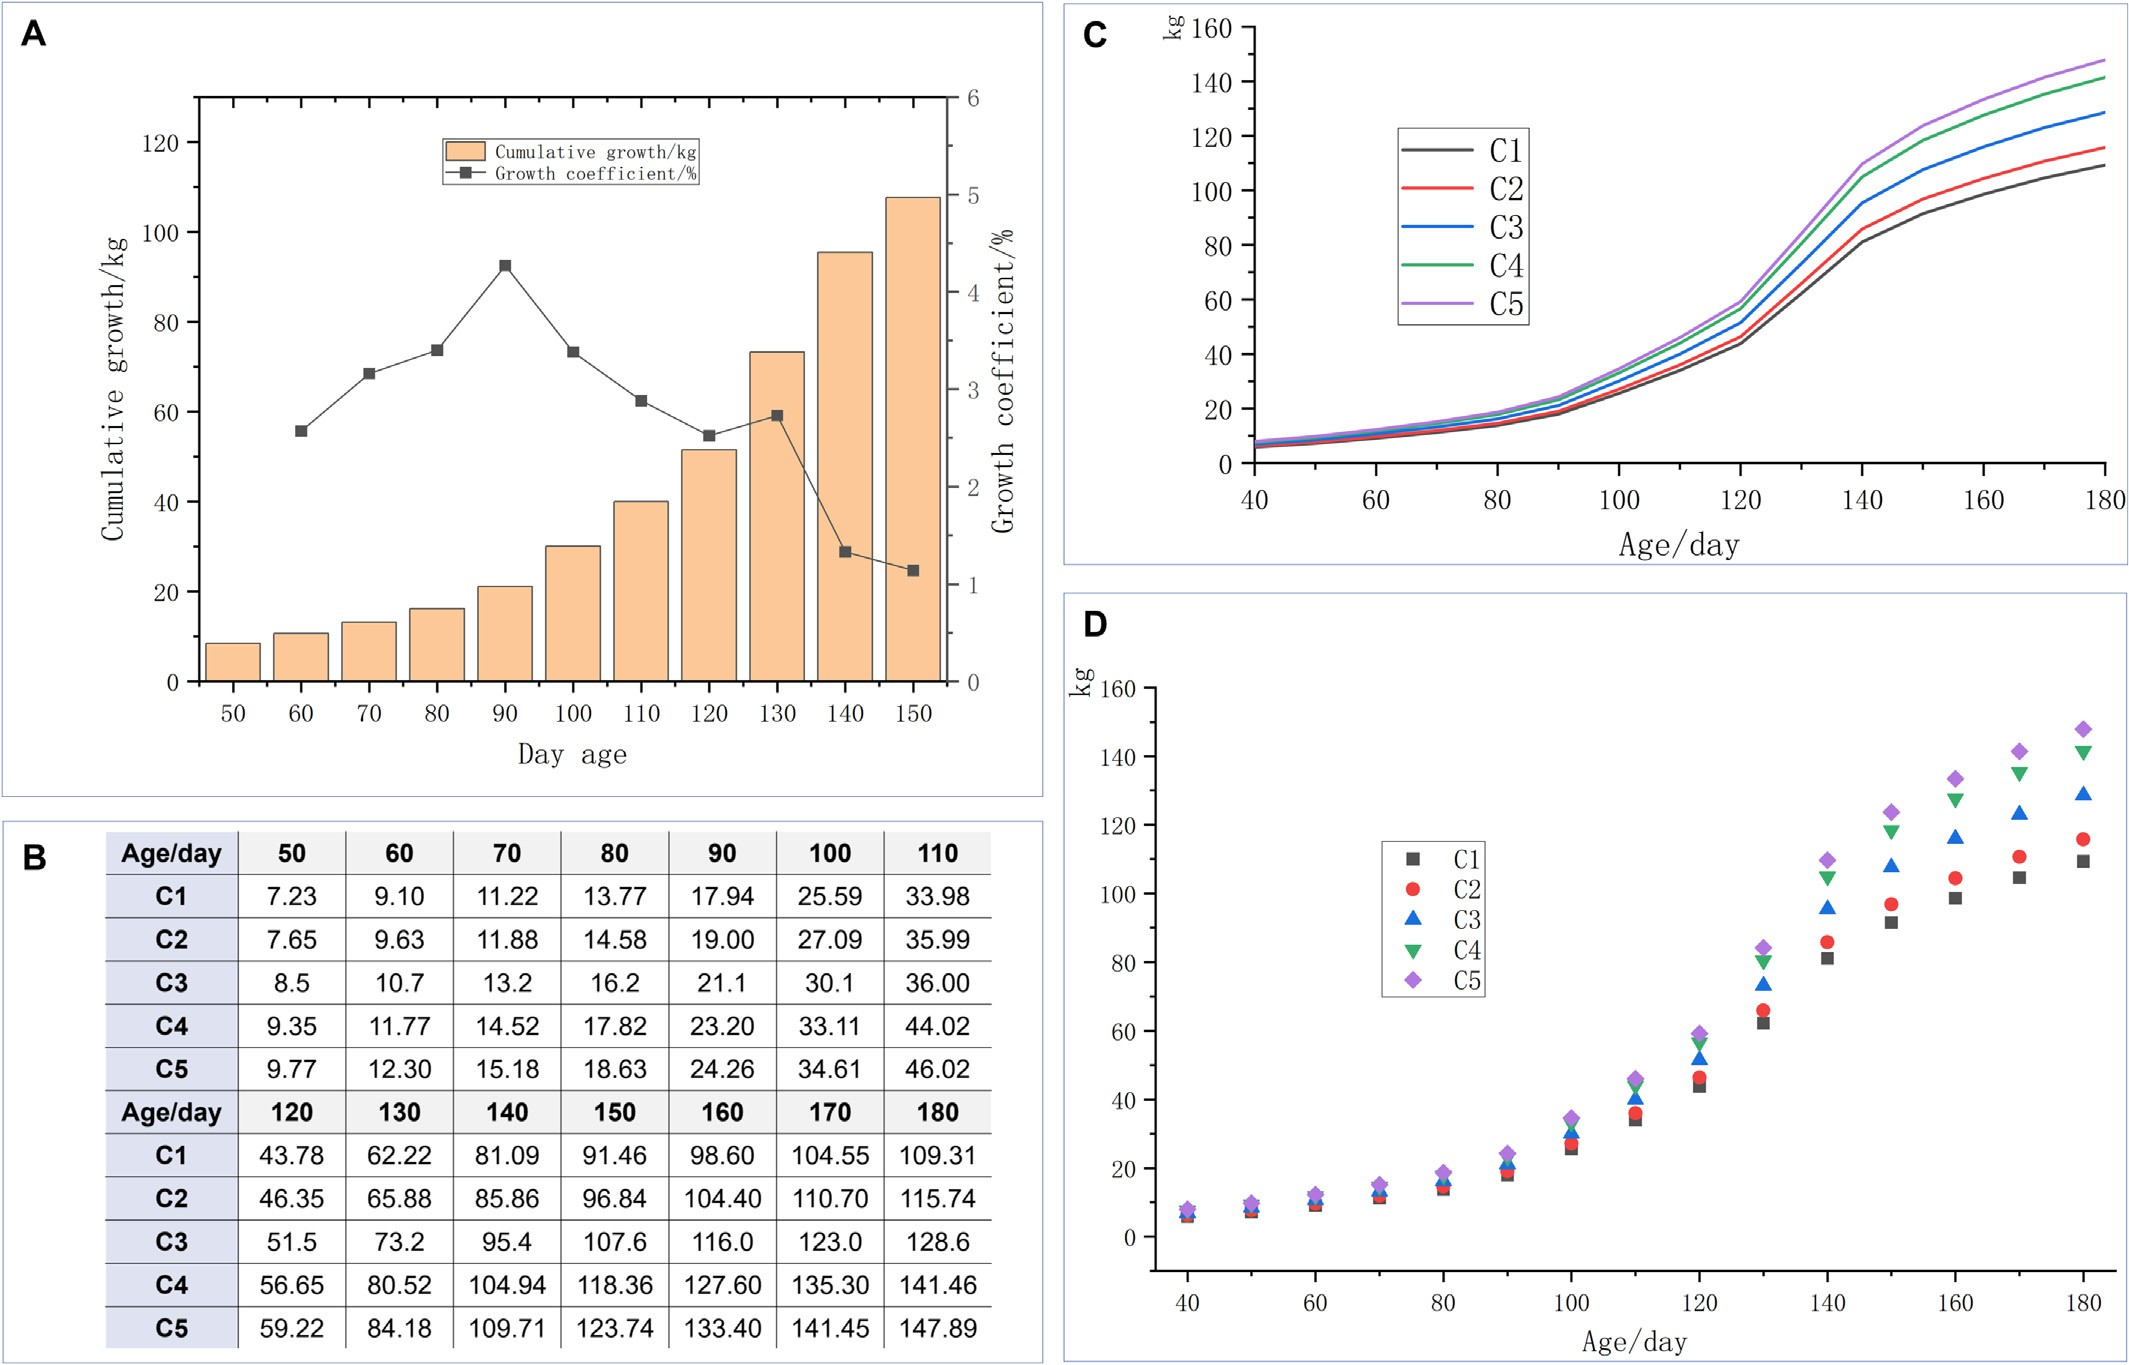 A
Cumulative growth/kg
Growth coefficient/%
0
20
40
60
80
100
120
Cumulative growth/kg
0
1
2
3
4
5
6
Growth coefficient/%
50 60 70 80 90 100 110 120 130 140 150
Day age
B
Age/day 50 60 70 80 90 100 110
C1 7.23 9.10 11.22 13.77 17.94 25.59 33.98
C2 7.65 9.63 11.88 14.58 19.00 27.09 35.99
C3 8.5 10.7 13.2 16.2 21.1 30.1 36.00
C4 9.35 11.77 14.52 17.82 23.20 33.11 44.02
C5 9.77 12.30 15.18 18.63 24.26 34.61 46.02
Age/day 120 130 140 150 160 170 180
C1 43.78 62.22 81.09 91.46 98.60 104.55 109.31
C2 46.35 65.88 85.86 96.84 104.40 110.70 115.74
C3 51.5 73.2 95.4 107.6 116.0 123.0 128.6
C4 56.65 80.52 104.94 118.36 127.60 135.30 141.46
C5 59.22 84.18 109.71 123.74 133.40 141.45 147.89
C
kg
160
140
120
100
80
60
40
20
0
C1
C2
C3
C4
C5
40 60 80 100 120 140 160 180
Age/day
D
kg
160
140
120
100
80
60
40
20
0
C1
C2
C3
C4
C5
40 60 80 100 120 140 160 180
Age/day